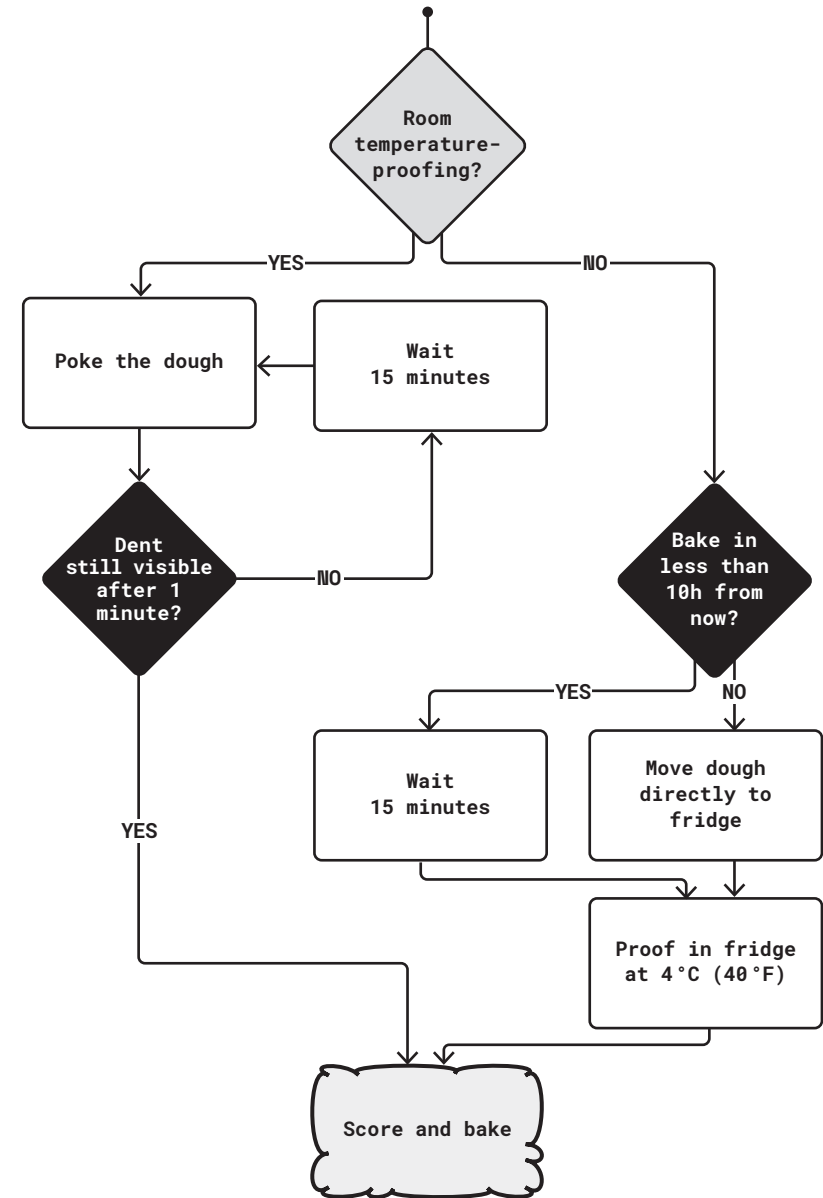 Room
temperature-
proofing?
YES
NO
Poke the dough
Wait
15 minutes
Dent
still visible
after 1
minute?
NO
Bake in
less than
10h from
now?
YES
NO
Wait
15 minutes
Move dough
directly to
fridge
YES
Proof in fridge
at 4°C (40°F)
Score and bake